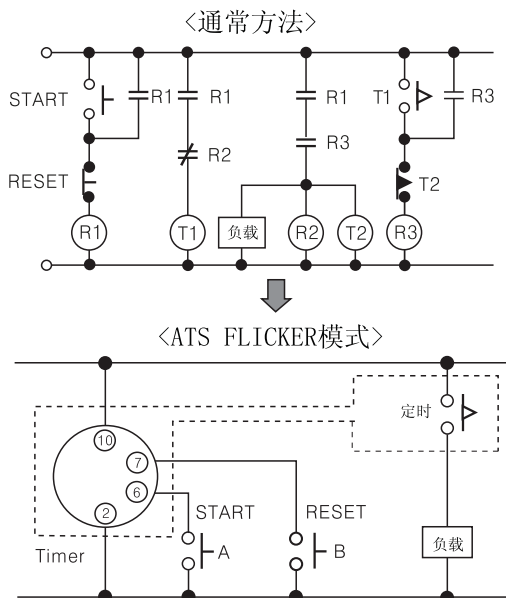 <通常方法>
START
R1
R1
R1
T1
R3
R2
R3
RESET
T2
R1
T1
负载
R2
T2
R3
<ATS FLICKER模式>
定时
10
7
6
2
START
RESET
A
B
负载
Timer